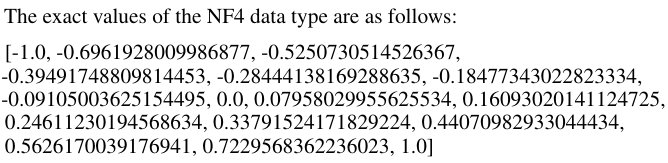 The exact values of the NF4 data type are as follows:
[-1.0, -0.6961928009986877, -0.5250730514526367,
-0.39491748809814453, -0.28444138169288635, -0.18477343022823334,
-0.09105003625154495, 0.0, 0.07958029955625534, 0.16093020141124725,
0.24611230194568634, 0.33791524171829224, 0.44070982933044434,
0.5626170039176941, 0.7229568362236023, 1.0]